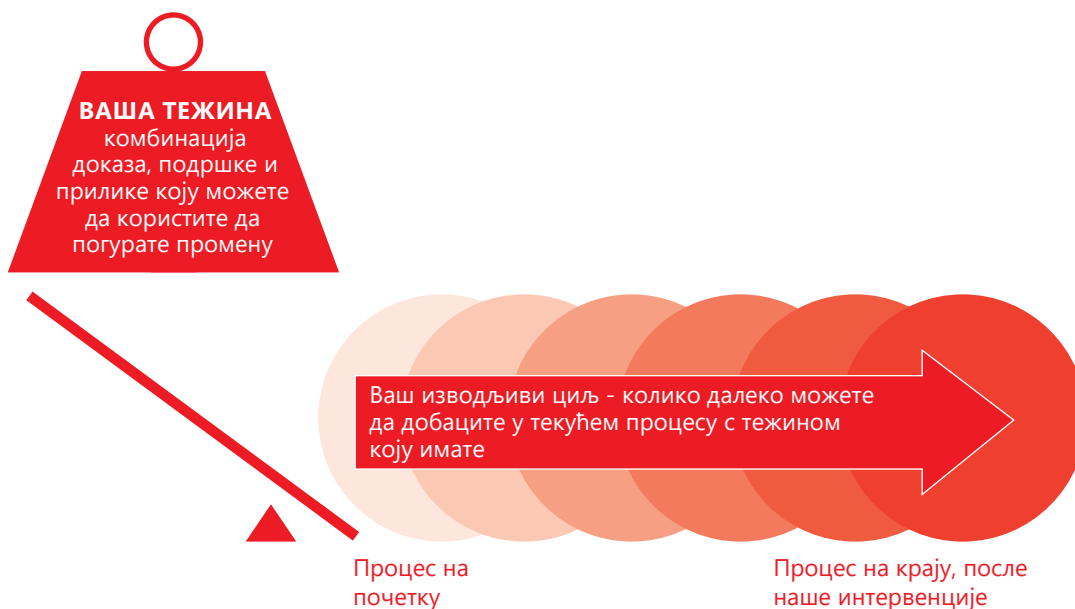 ВАША ТЕЖИНА
комбинација
доказа, подршке и
прилике коју можете
да користите да
погурате промену
Ваш изводљиви циљ - колико далеко можете
да добаците у текућем процесу с тежином
коју имате
Процес на
почетку
Процес на крају, после
наше интервенције